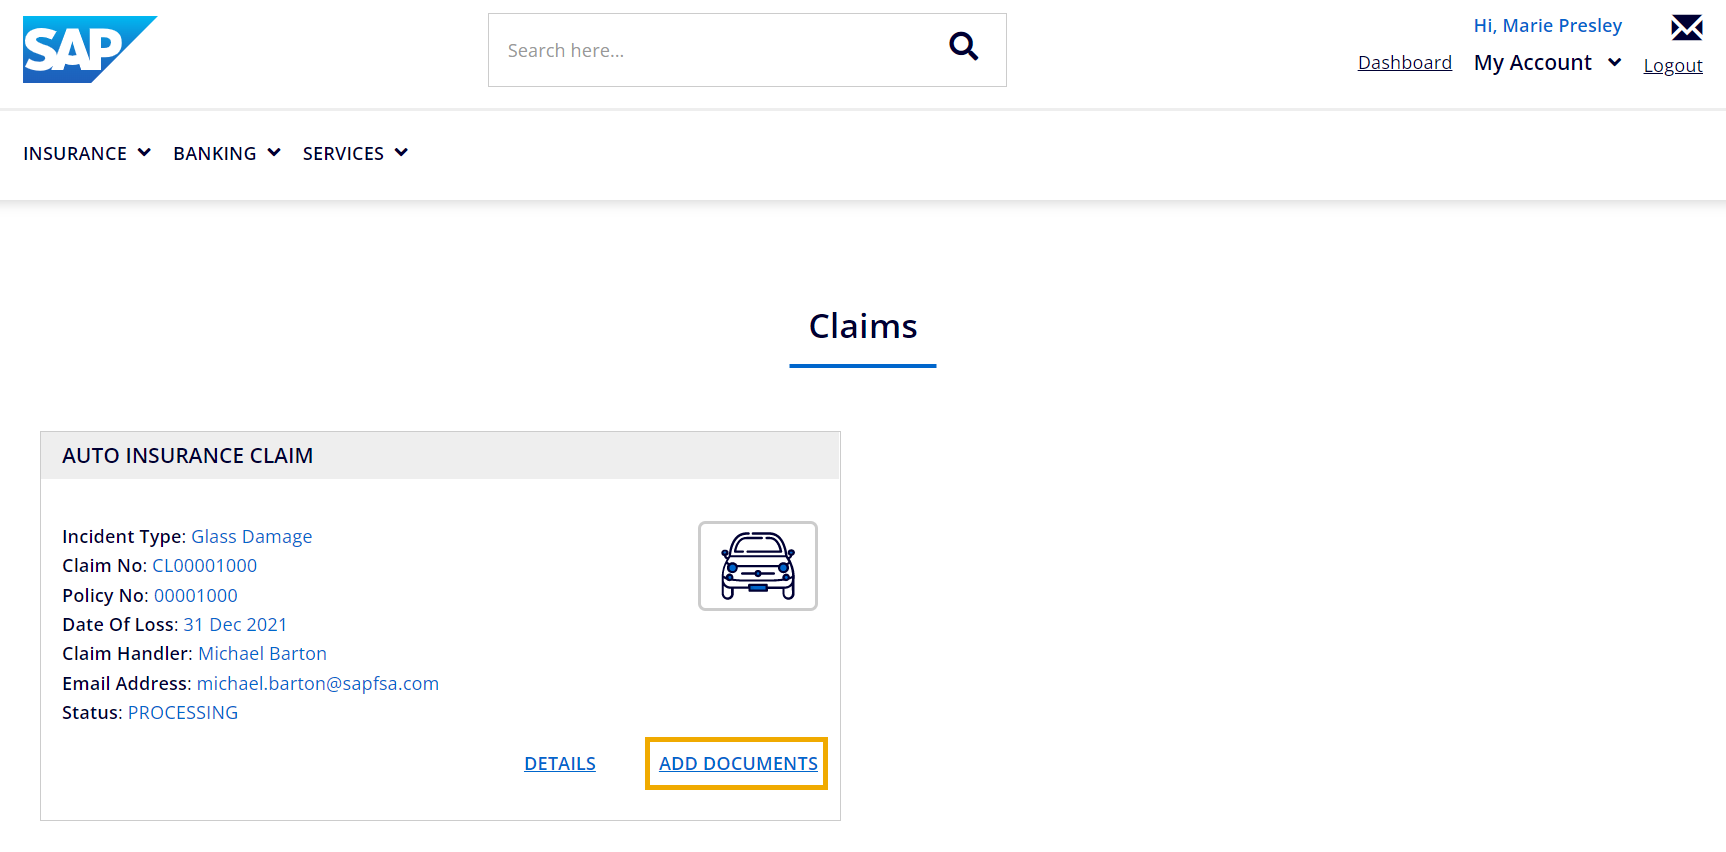 SAP
Search here...
Hi, Marie Presley
Dashboard
My Account
Logout
INSURANCE
BANKING
SERVICES
Claims
AUTO INSURANCE CLAIM
Incident Type: Glass Damage
Claim No: CL00001000
Policy No: 00001000
Date Of Loss: 31 Dec 2021
Claim Handler: Michael Barton
Email Address: michael.barton@sapfsa.com
Status: PROCESSING
DETAILS
ADD DOCUMENTS